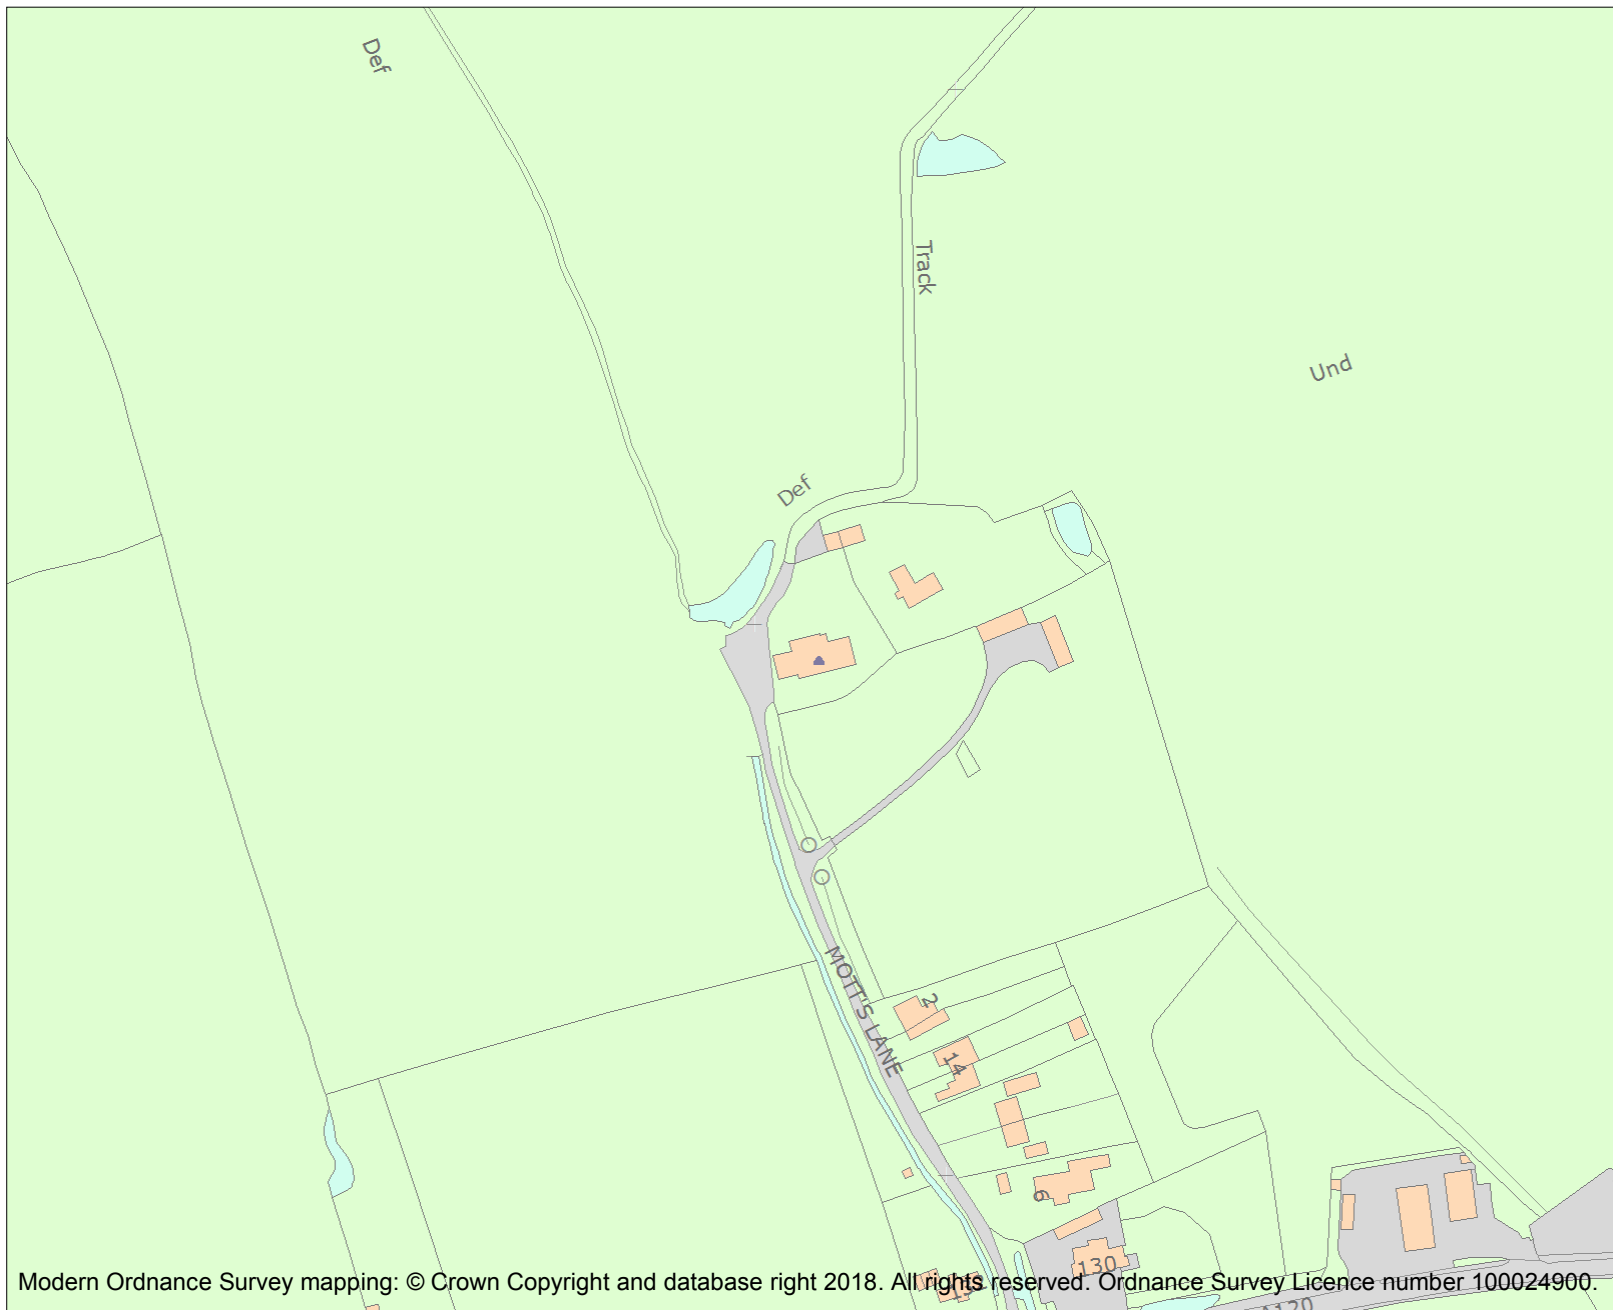 Def
Track
Und
Def
MOTT'S LANE
2
14
6
130
A120
Modern Ordnance Survey mapping: © Crown Copyright and database right 2018. All rights reserved. Ordnance Survey Licence number 100024900.